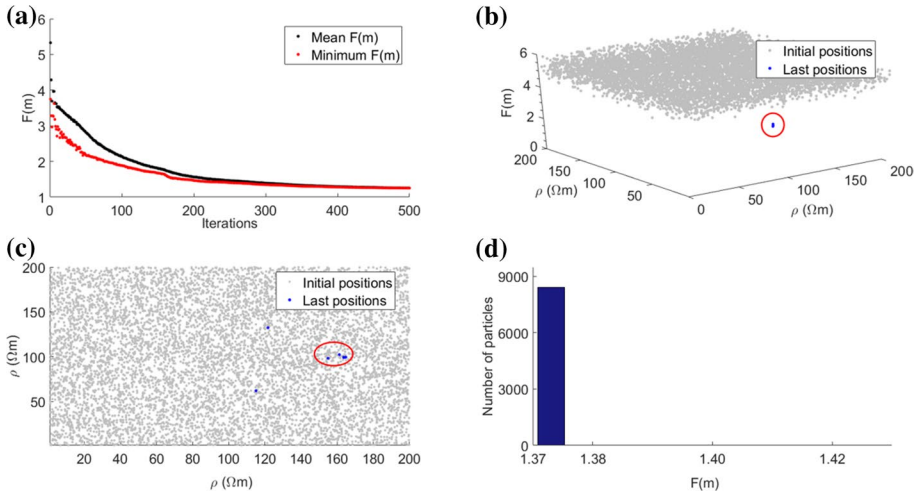 (a)
6
5
4
3
2
1
F(m)
Mean F(m)
Minimum F(m)
0
100
200
300
400
500
Iterations
(b)
6
4
2
0
F(m)
Initial positions
Last positions
200
150
100
50
ρ (Ωm)
0
50
100
150
200
ρ (Ωm)
(c)
200
150
100
50
ρ (Ωm)
Initial positions
Last positions
20
40
60
80
100
120
140
160
180
200
ρ (Ωm)
(d)
9000
6000
3000
0
Number of particles
1.37
1.38
1.40
1.42
F(m)